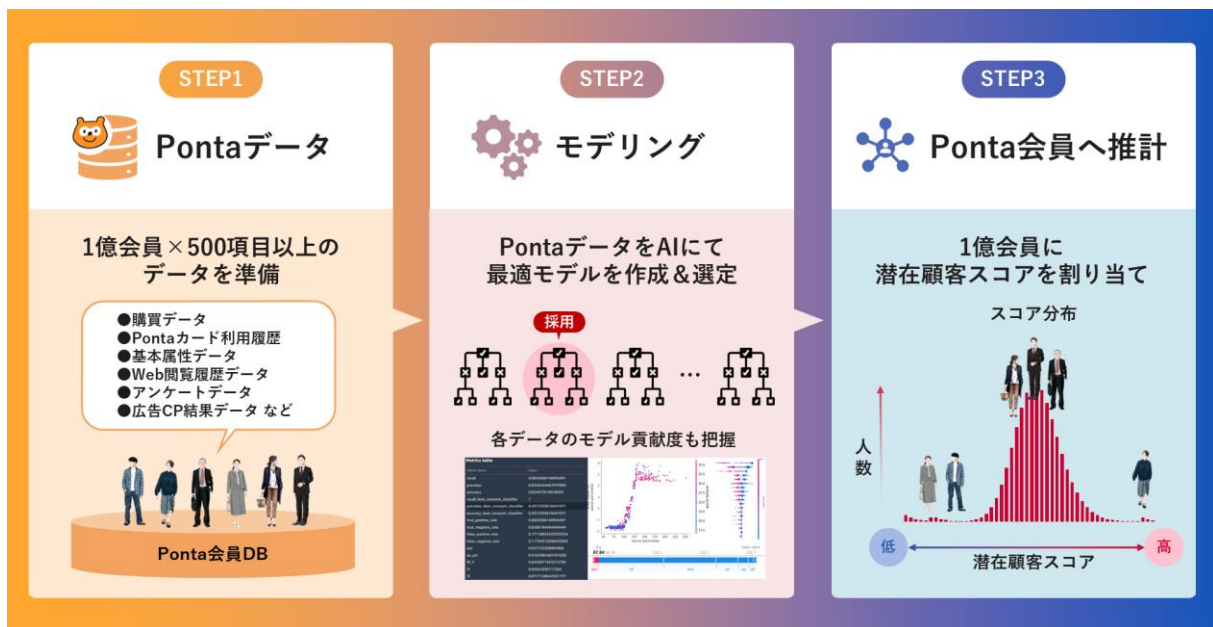 STEP1
Pontaデータ
1億会員×500項目以上の
データを準備
●購買データ
●Pontaカード利用履歴
●基本属性データ
●Web閲覧履歴データ
●アンケートデータ
●広告CP結果データ など
Ponta会員DB
STEP2
モデリング
PontaデータをAIにて
最適モデルを作成＆選定
採用
...
各データのモデル貢献度も把握
Metrics table
STEP3
Ponta会員へ推計
1億会員に
潜在顧客スコアを割り当て
スコア分布
人数
低
高
潜在顧客スコア